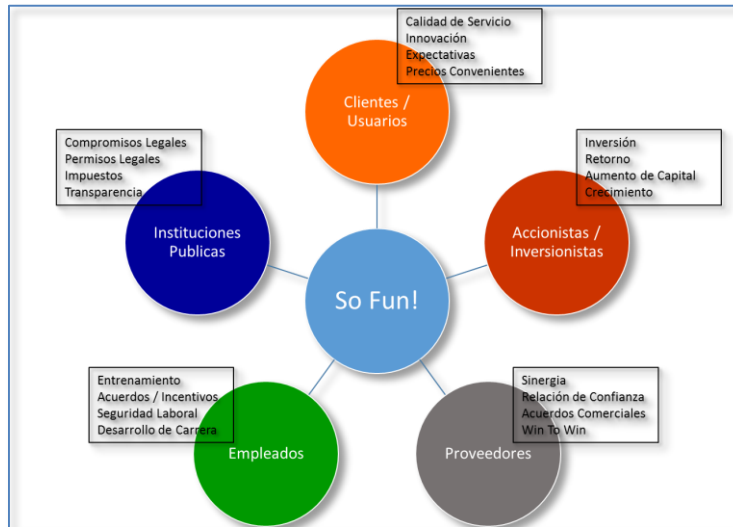 Calidad de Servicio
Innovación
Expectativas
Precios Convenientes
Clientes /
Usuarios
Compromisos Legales
Permisos Legales
Impuestos
Transparencia
Instituciones
Publicas
Inversión
Retorno
Aumento de Capital
Crecimiento
Accionistas /
Inversionistas
So Fun!
Entrenamiento
Acuerdos / Incentivos
Seguridad Laboral
Desarrollo de Carrera
Empleados
Sinergia
Relación de Confianza
Acuerdos Comerciales
Win To Win
Proveedores